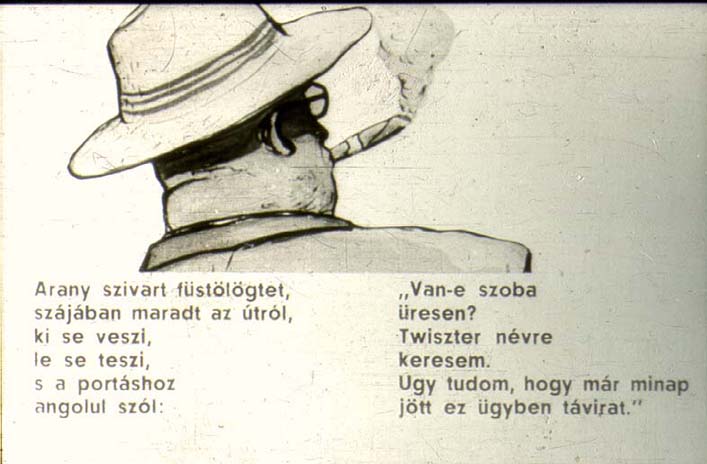 Arany szivart füstölögtet,
szájában maradt az útról,
ki se veszi,
le se teszi,
s a portáshoz
angolul szól:
„Van-e szoba
üresen?
Twiszter névre
keresem.
Úgy tudom, hogy már minap
jött ez ügyben távirat.”